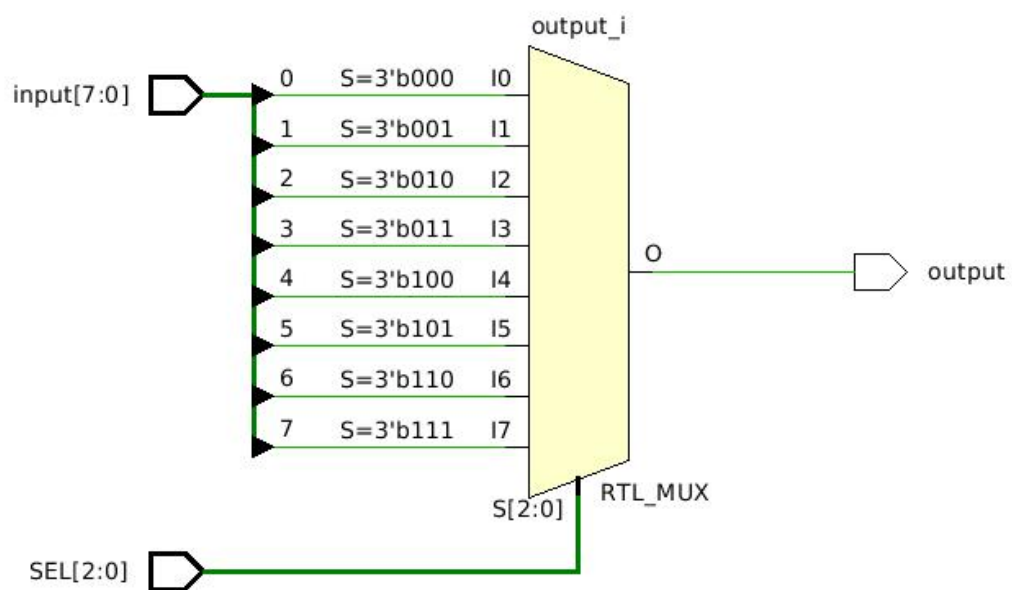 output_i
input[7:0]
0 S=3'b000 I0
1 S=3'b001 I1
2 S=3'b010 I2
3 S=3'b011 I3
4 S=3'b100 I4
5 S=3'b101 I5
6 S=3'b110 I6
7 S=3'b111 I7
O
output
S[2:0]
RTL_MUX
SEL[2:0]